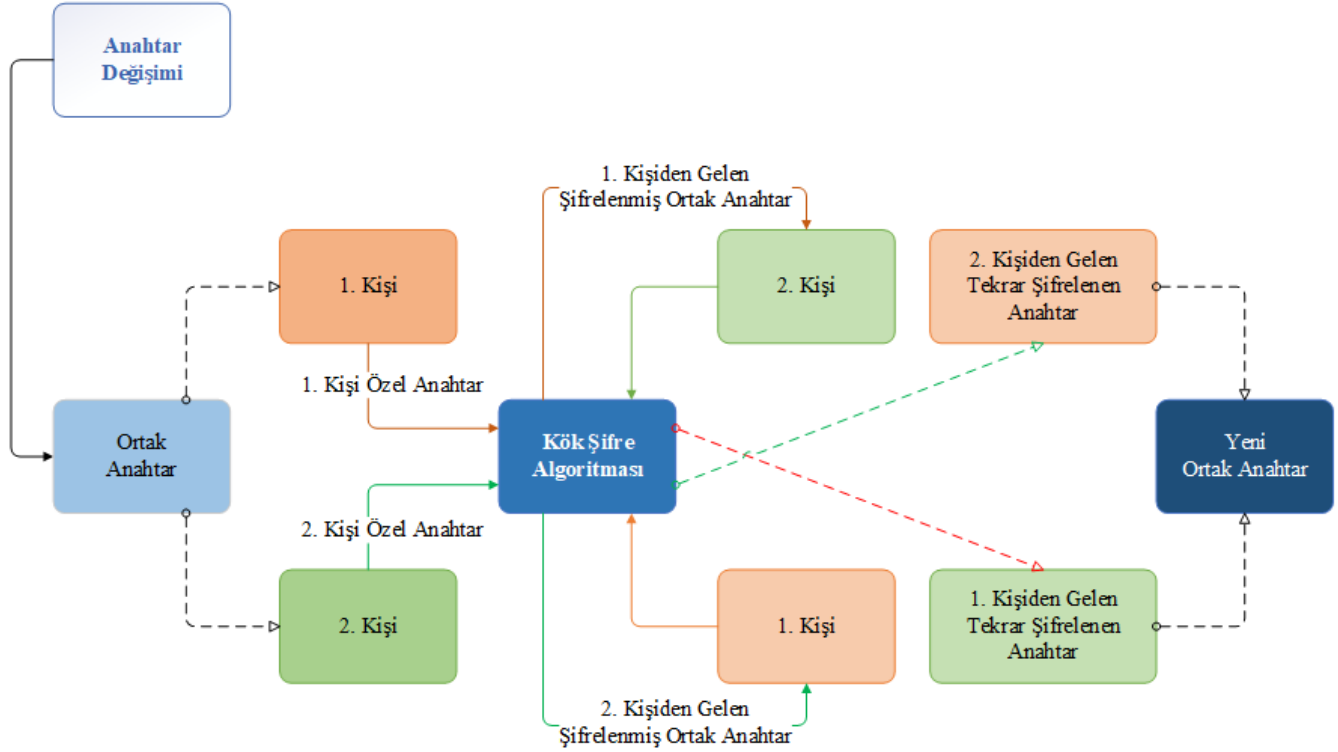 Anahtar
Değişimi
1. Kişiden Gelen
Şifrelenmiş Ortak Anahtar
1. Kişi
2. Kişi
2. Kişiden Gelen
Tekrar Şifrelenen
Anahtar
1. Kişi Özel Anahtar
Ortak
Anahtar
Kök Şifre
Algoritması
Yeni
Ortak Anahtar
2. Kişi Özel Anahtar
2. Kişi
1. Kişi
1. Kişiden Gelen
Tekrar Şifrelenen
Anahtar
2. Kişiden Gelen
Şifrelenmiş Ortak Anahtar